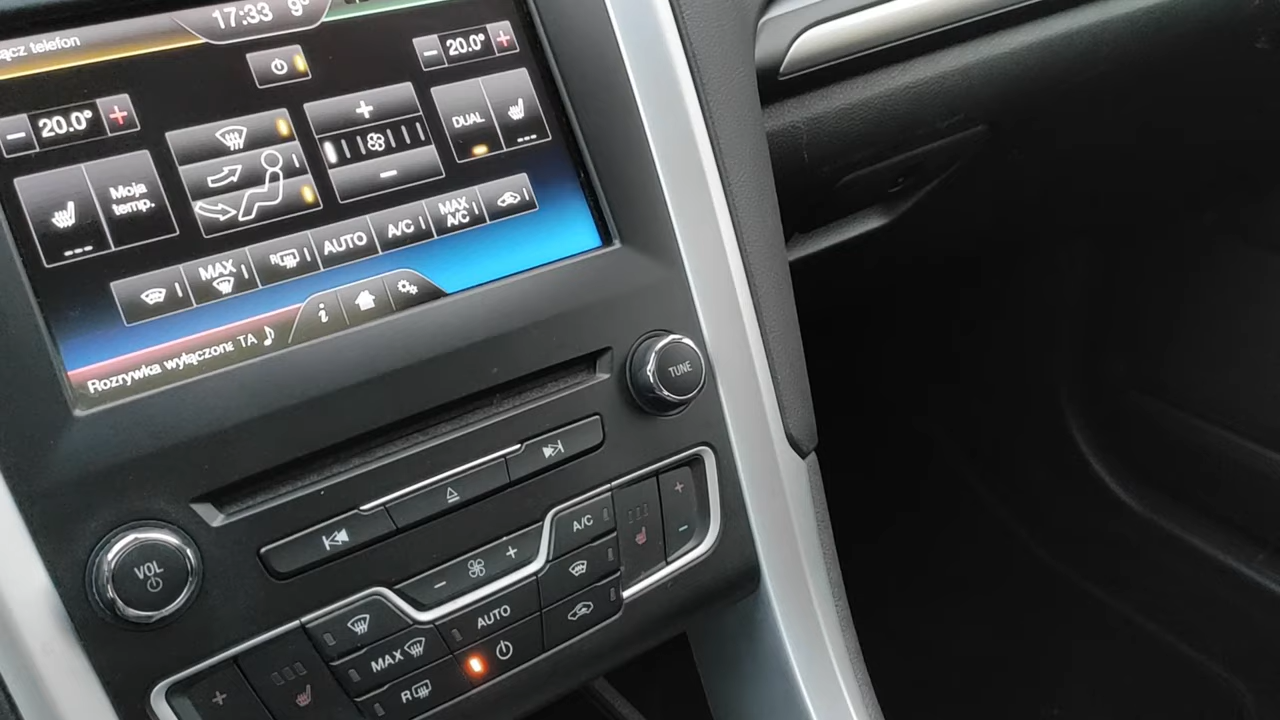 17:33 9°
ącz telefon
20.0°
20.0°
DUAL
Moja
temp.
MAX
R
AUTO
A/C
MAX
A/C
i
Rozrywka wyłączona TA
TUNE
VOL
A/C
AUTO
MAX
R